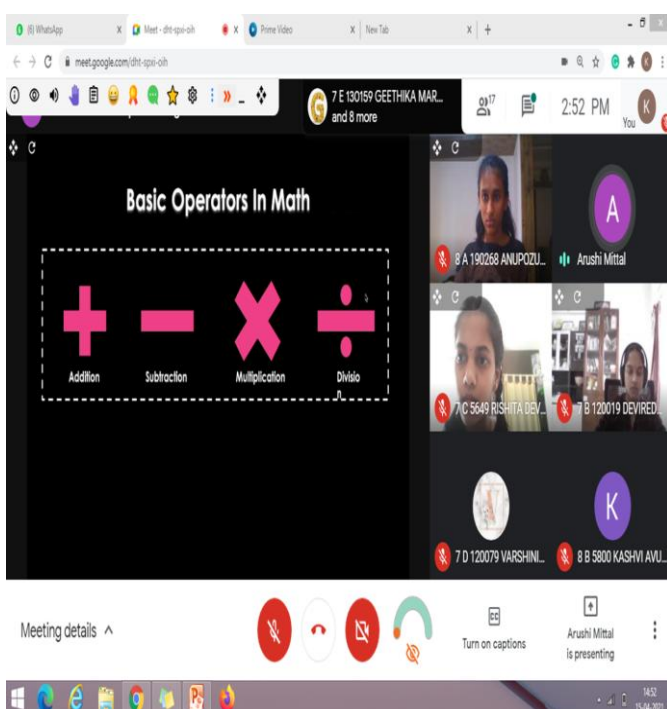 (6) WhatsApp
Meet - dht-spxi-oih
Prime Video
New Tab
meet.google.com/dht-spxi-oih
7 E 130159 GEETHIKA MAR...
and 8 more
17
2:52 PM
You
K
Basic Operators In Math
Addition
Subtraction
Multiplication
Divisio
n
8 A 190268 ANUPOZU...
A
Arushi Mittal
7 C 5649 RISHITA DEV...
7 B 120019 DEVIRED...
7 D 120079 VARSHINI...
K
8 B 5800 KASHVI AVU...
Meeting details
Turn on captions
Arushi Mittal
is presenting
14:52
15-04-2021